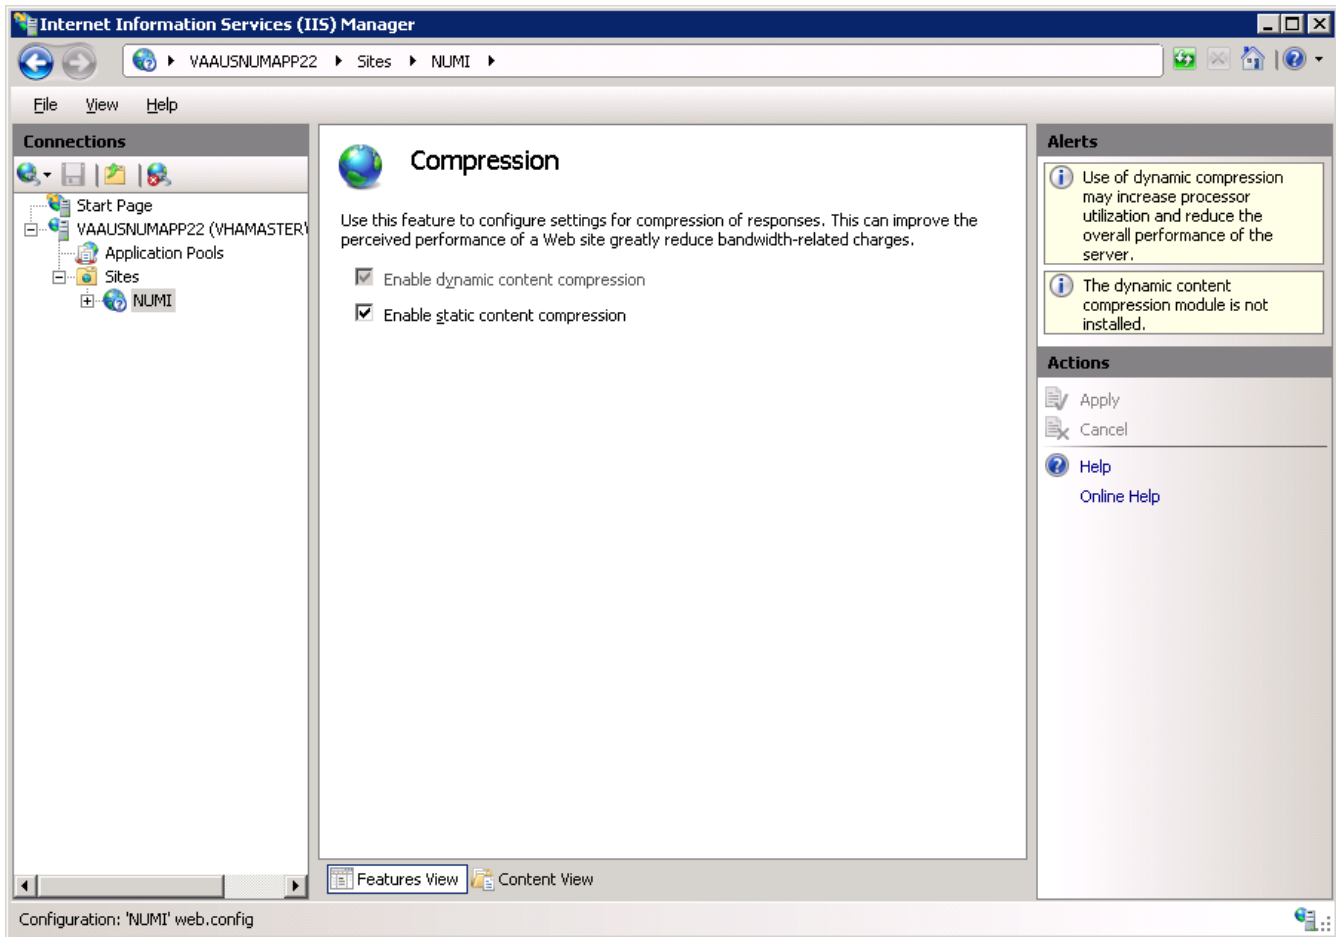 Internet Information Services (IIS) Manager
VAAUSNUMAPP22 Sites NUMI
File View Help
Connections
Start Page
VAAUSNUMAPP22 (VHAMASTER\
Application Pools
Sites
NUMI
Compression
Use this feature to configure settings for compression of responses. This can improve the
perceived performance of a Web site greatly reduce bandwidth-related charges.
Enable dynamic content compression
Enable static content compression
Features View Content View
Alerts
Use of dynamic compression
may increase processor
utilization and reduce the
overall performance of the
server.
The dynamic content
compression module is not
installed.
Actions
Apply
Cancel
Help
Online Help
Configuration: 'NUMI' web.config